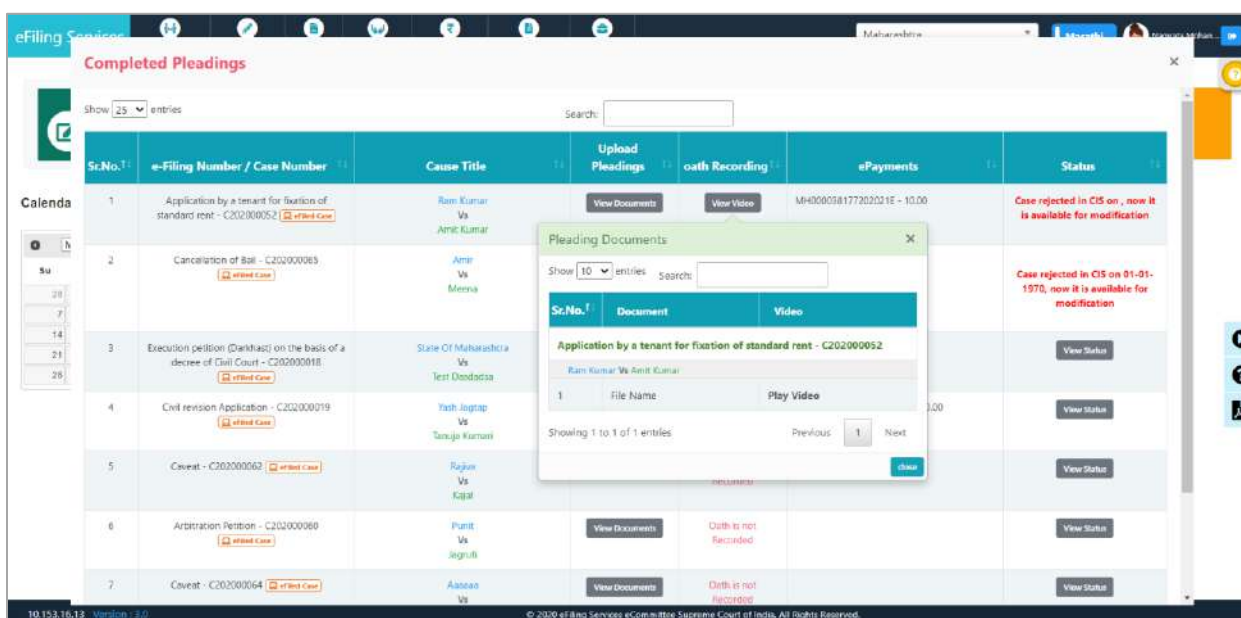 eFiling Services
Maharashtra
Marathi
Completed Pleadings
×
Show 25 entries
Search:
Sr.No.
e-Filing Number / Case Number
Cause Title
Upload Pleadings
oath Recording
ePayments
Status
1
Application by a tenant for fixation of
standard rent - C202000052 eFiled Case
Ram Kumar
Vs
Amit Kumar
View Documents
View Video
MH000038177202021E - 10.00
Case rejected in CIS on , now it
is available for modification
2
Cancellation of Bail - C202000065
eFiled Case
Amir
Vs
Meena
Case rejected in CIS on 01-01-
1970, now it is available for
modification
3
Execution petition (Darkhast) on the basis of a
decree of Civil Court - C202000018
eFiled Case
State Of Maharashtra
Vs
View Status
4
Civil revision Application - C202000019
eFiled Case
Yash Jagtap
Vs
Tanuja Kumari
0.00
View Status
5
Caveat - C202000062 eFiled Case
Rajiv
Vs
Kajal
Recorded
View Status
6
Arbitration Petition - C202000060
eFiled Case
Punit
Vs
Jagruti
View Documents
Oath is not
Recorded
View Status
7
Caveat - C202000064 eFiled Case
Vs
View Documents
Oath is not
Recorded
View Status
Pleading Documents ×
Show 10 entries Search:
Sr.No. Document Video
Application by a tenant for fixation of standard rent - C202000052
Ram Kumar Vs Amit Kumar
1 File Name Play Video
Showing 1 to 1 of 1 entries
Previous 1 Next
close
Calenda
Su
28
7
14
21
28
10.153.16.13 Version : 3.0
© 2020 eFiling Services eCommittee Supreme Court of India. All Rights Reserved.